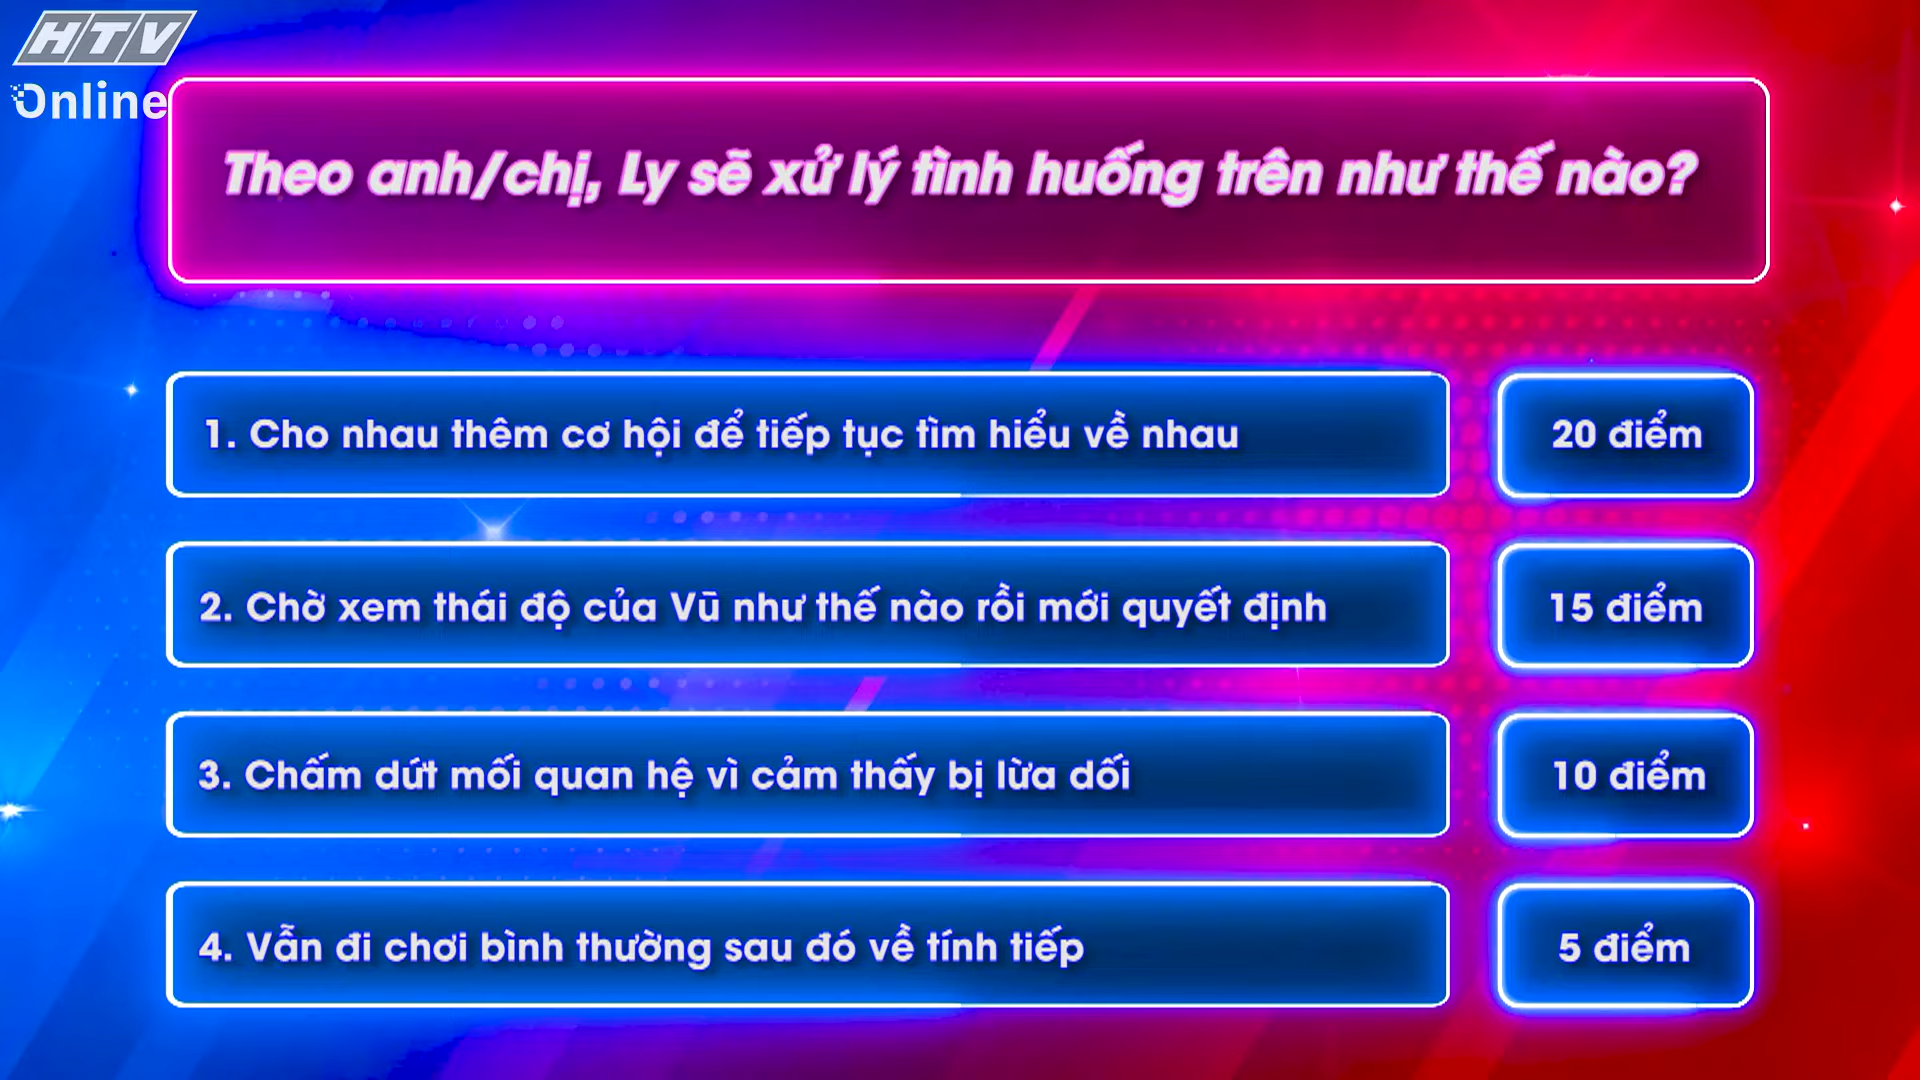 HTV
Online
Theo anh/chị, Ly sẽ xử lý tình huống trên như thế nào?
1. Cho nhau thêm cơ hội để tiếp tục tìm hiểu về nhau
20 điểm
2. Chờ xem thái độ của Vũ như thế nào rồi mới quyết định
15 điểm
3. Chấm dứt mối quan hệ vì cảm thấy bị lừa dối
10 điểm
4. Vẫn đi chơi bình thường sau đó về tính tiếp
5 điểm